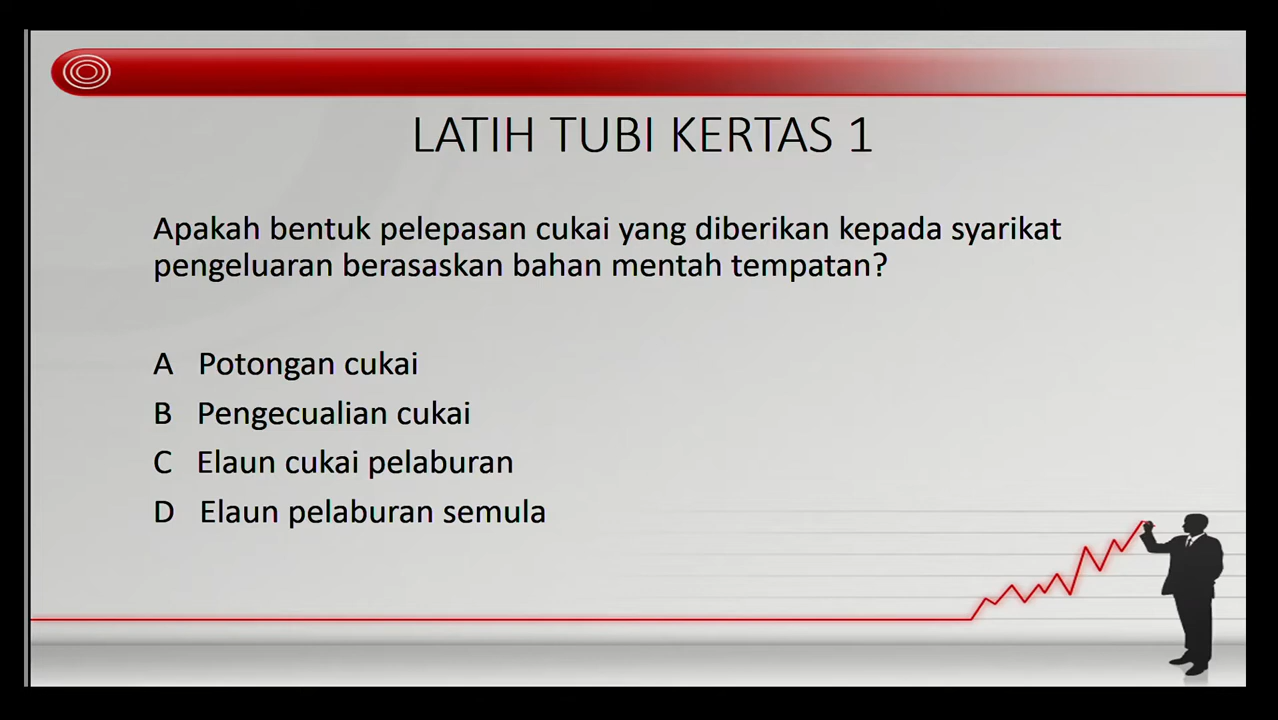 LATIH TUBI KERTAS 1
Apakah bentuk pelepasan cukai yang diberikan kepada syarikat
pengeluaran berasaskan bahan mentah tempatan?
A Potongan cukai
B Pengecualian cukai
C Elaun cukai pelaburan
D Elaun pelaburan semula